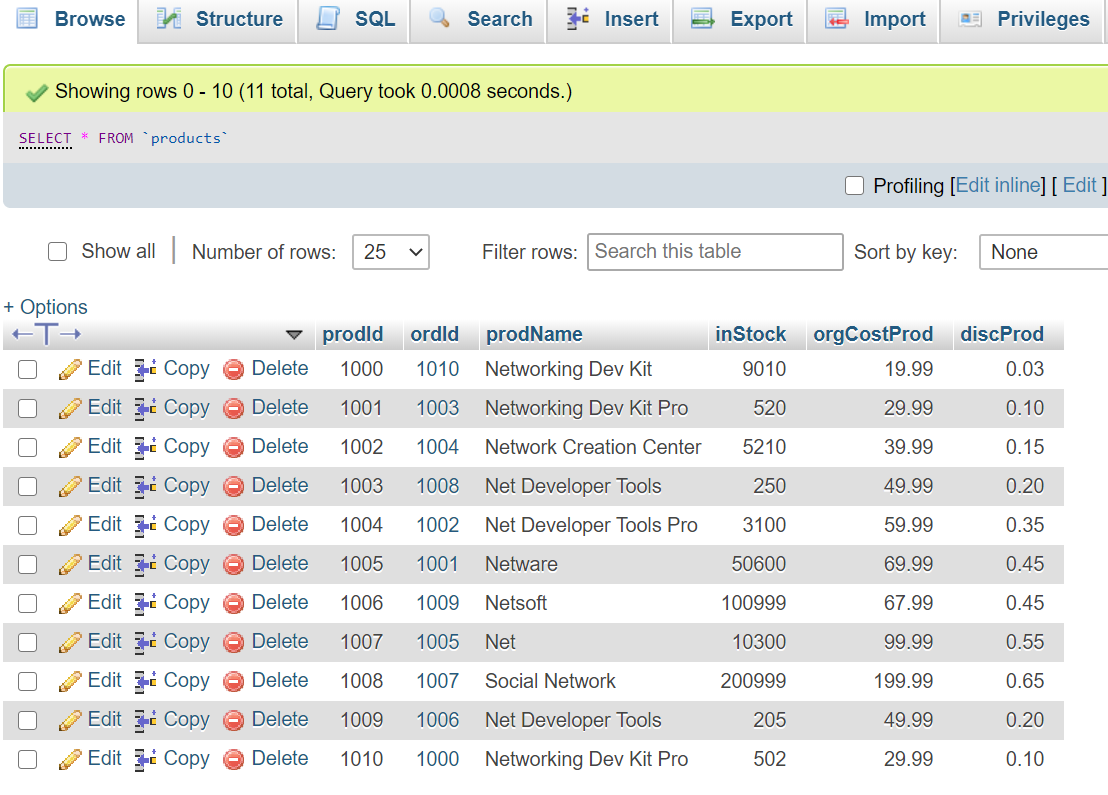 Browse Structure SQL Search Insert Export Import Privileges
Showing rows 0 - 10 (11 total, Query took 0.0008 seconds.)
SELECT * FROM `products`
Profiling [Edit inline] [ Edit ]
Show all Number of rows: 25 Filter rows: Search this table Sort by key: None
+ Options
←T→ prodId ordId prodName inStock orgCostProd discProd
Edit Copy Delete 1000 1010 Networking Dev Kit 9010 19.99 0.03
Edit Copy Delete 1001 1003 Networking Dev Kit Pro 520 29.99 0.10
Edit Copy Delete 1002 1004 Network Creation Center 5210 39.99 0.15
Edit Copy Delete 1003 1008 Net Developer Tools 250 49.99 0.20
Edit Copy Delete 1004 1002 Net Developer Tools Pro 3100 59.99 0.35
Edit Copy Delete 1005 1001 Netware 50600 69.99 0.45
Edit Copy Delete 1006 1009 Netsoft 100999 67.99 0.45
Edit Copy Delete 1007 1005 Net 10300 99.99 0.55
Edit Copy Delete 1008 1007 Social Network 200999 199.99 0.65
Edit Copy Delete 1009 1006 Net Developer Tools 205 49.99 0.20
Edit Copy Delete 1010 1000 Networking Dev Kit Pro 502 29.99 0.10